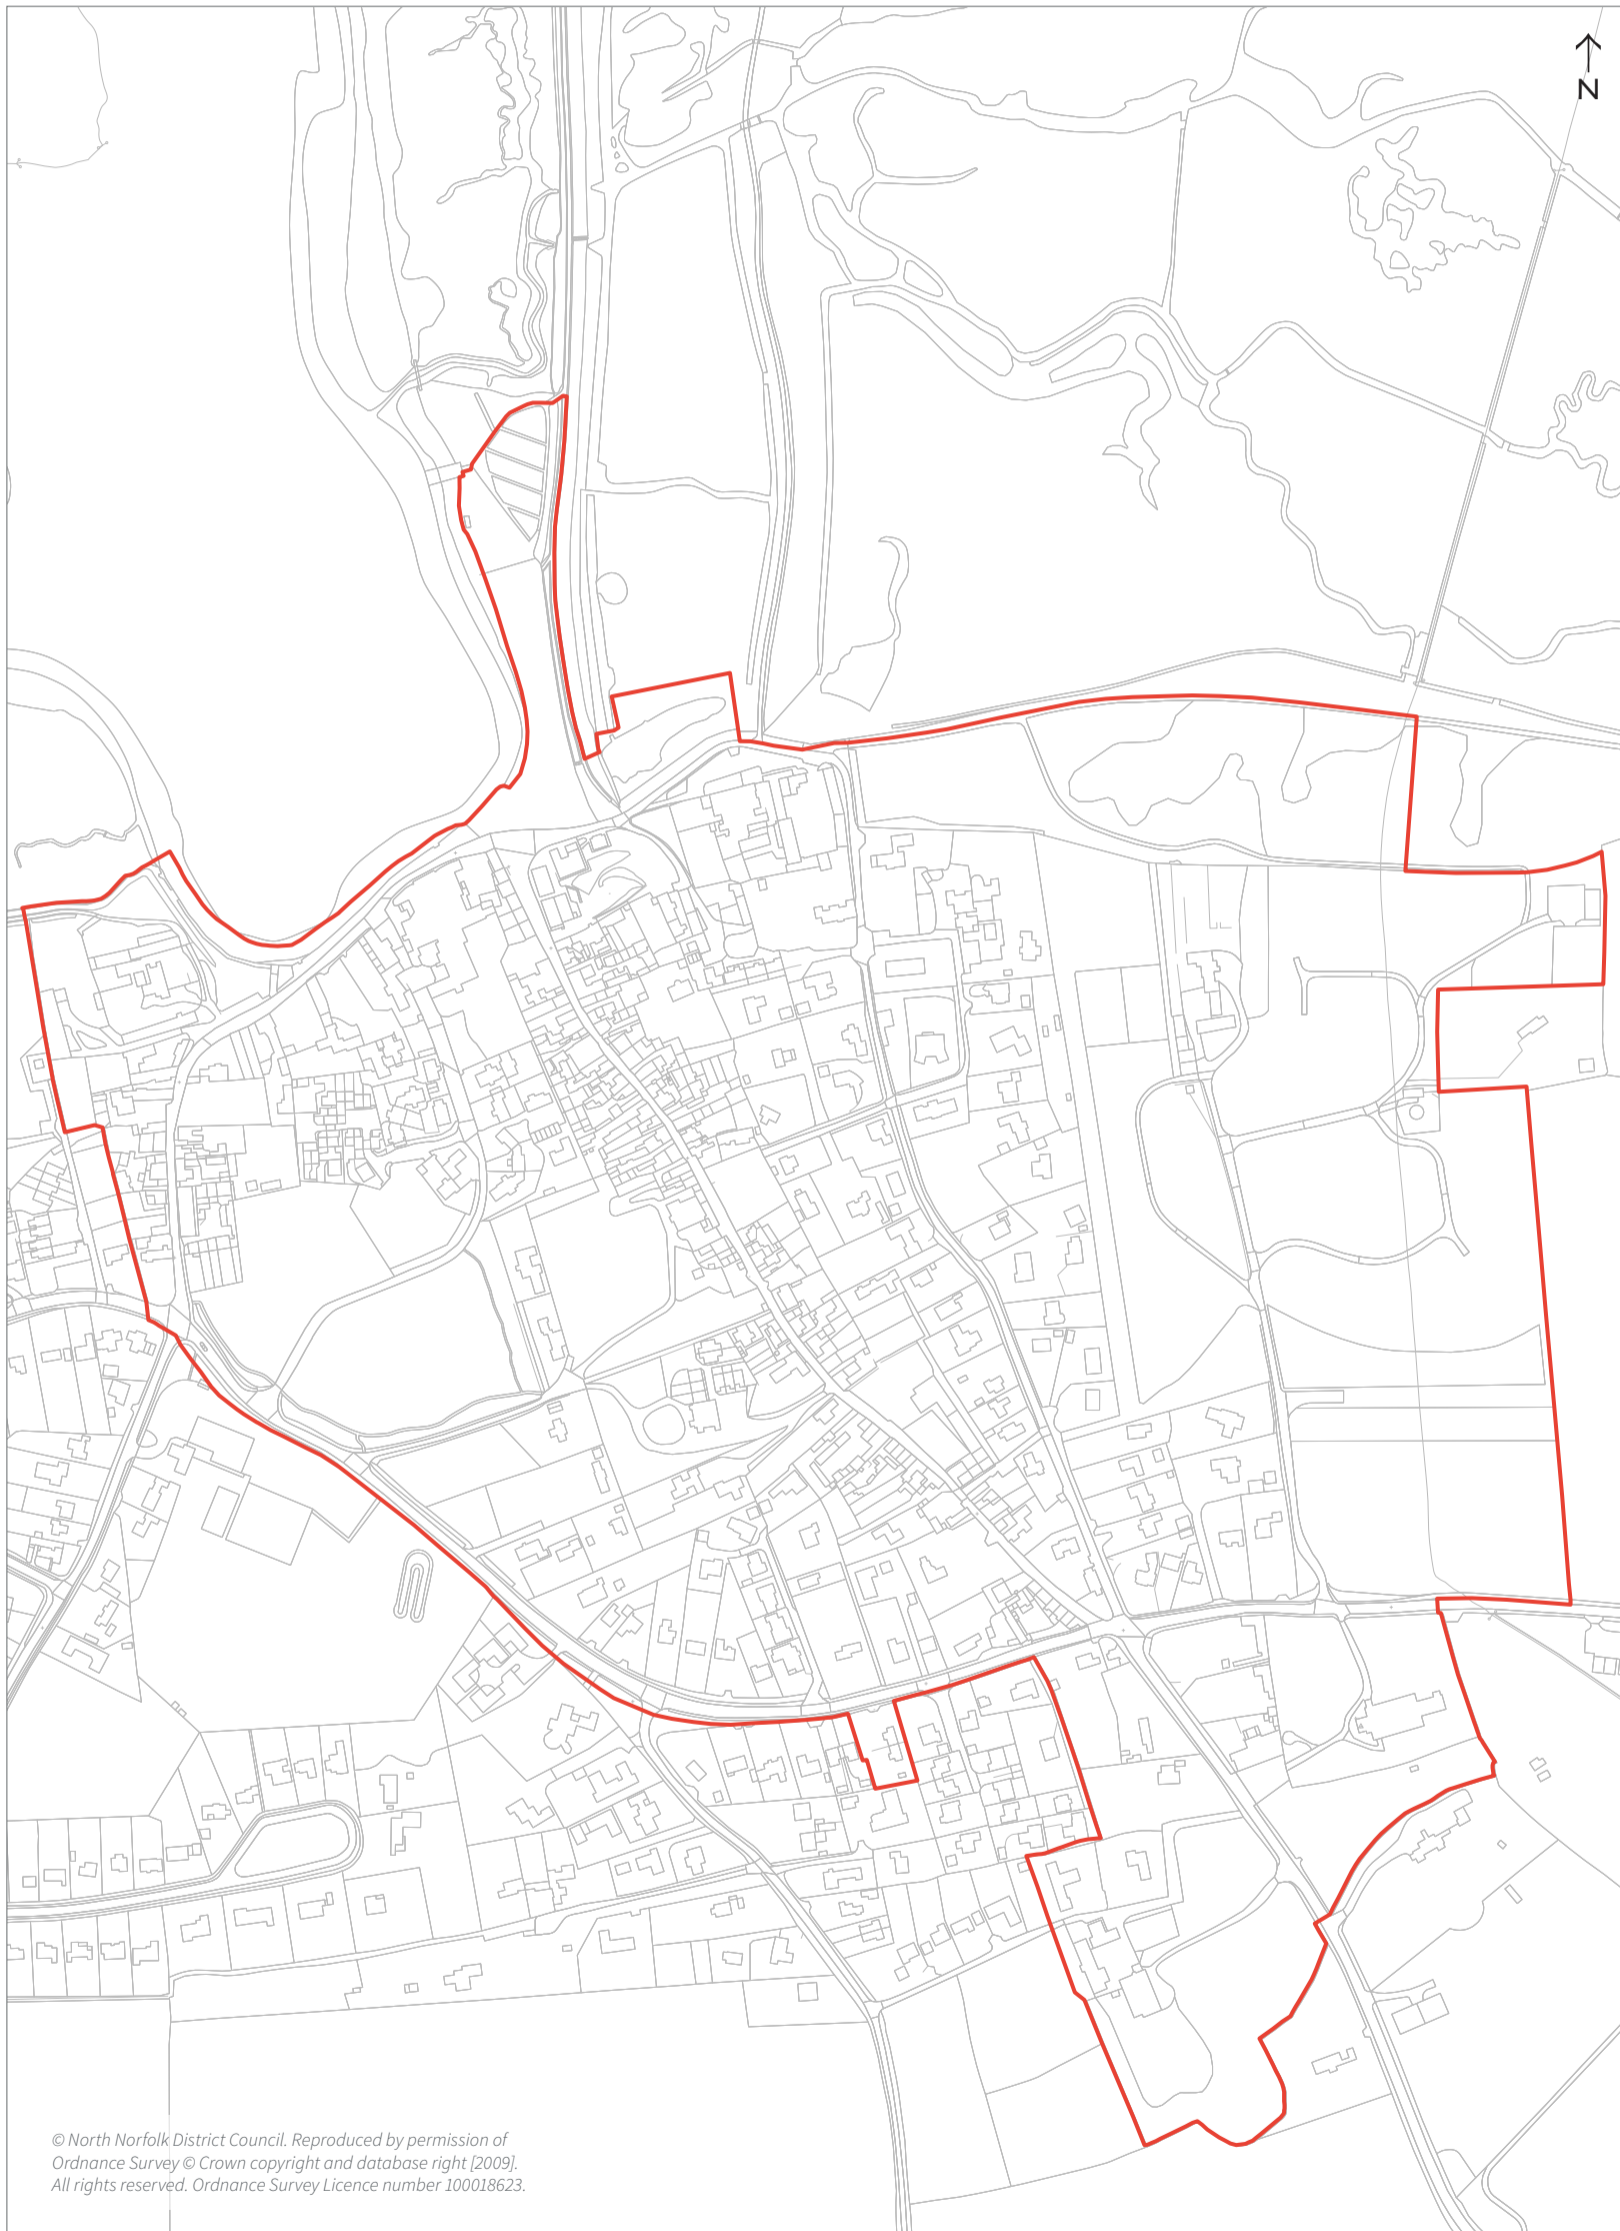 N
© North Norfolk District Council. Reproduced by permission of
Ordnance Survey © Crown copyright and database right [2009].
All rights reserved. Ordnance Survey Licence number 100018623.